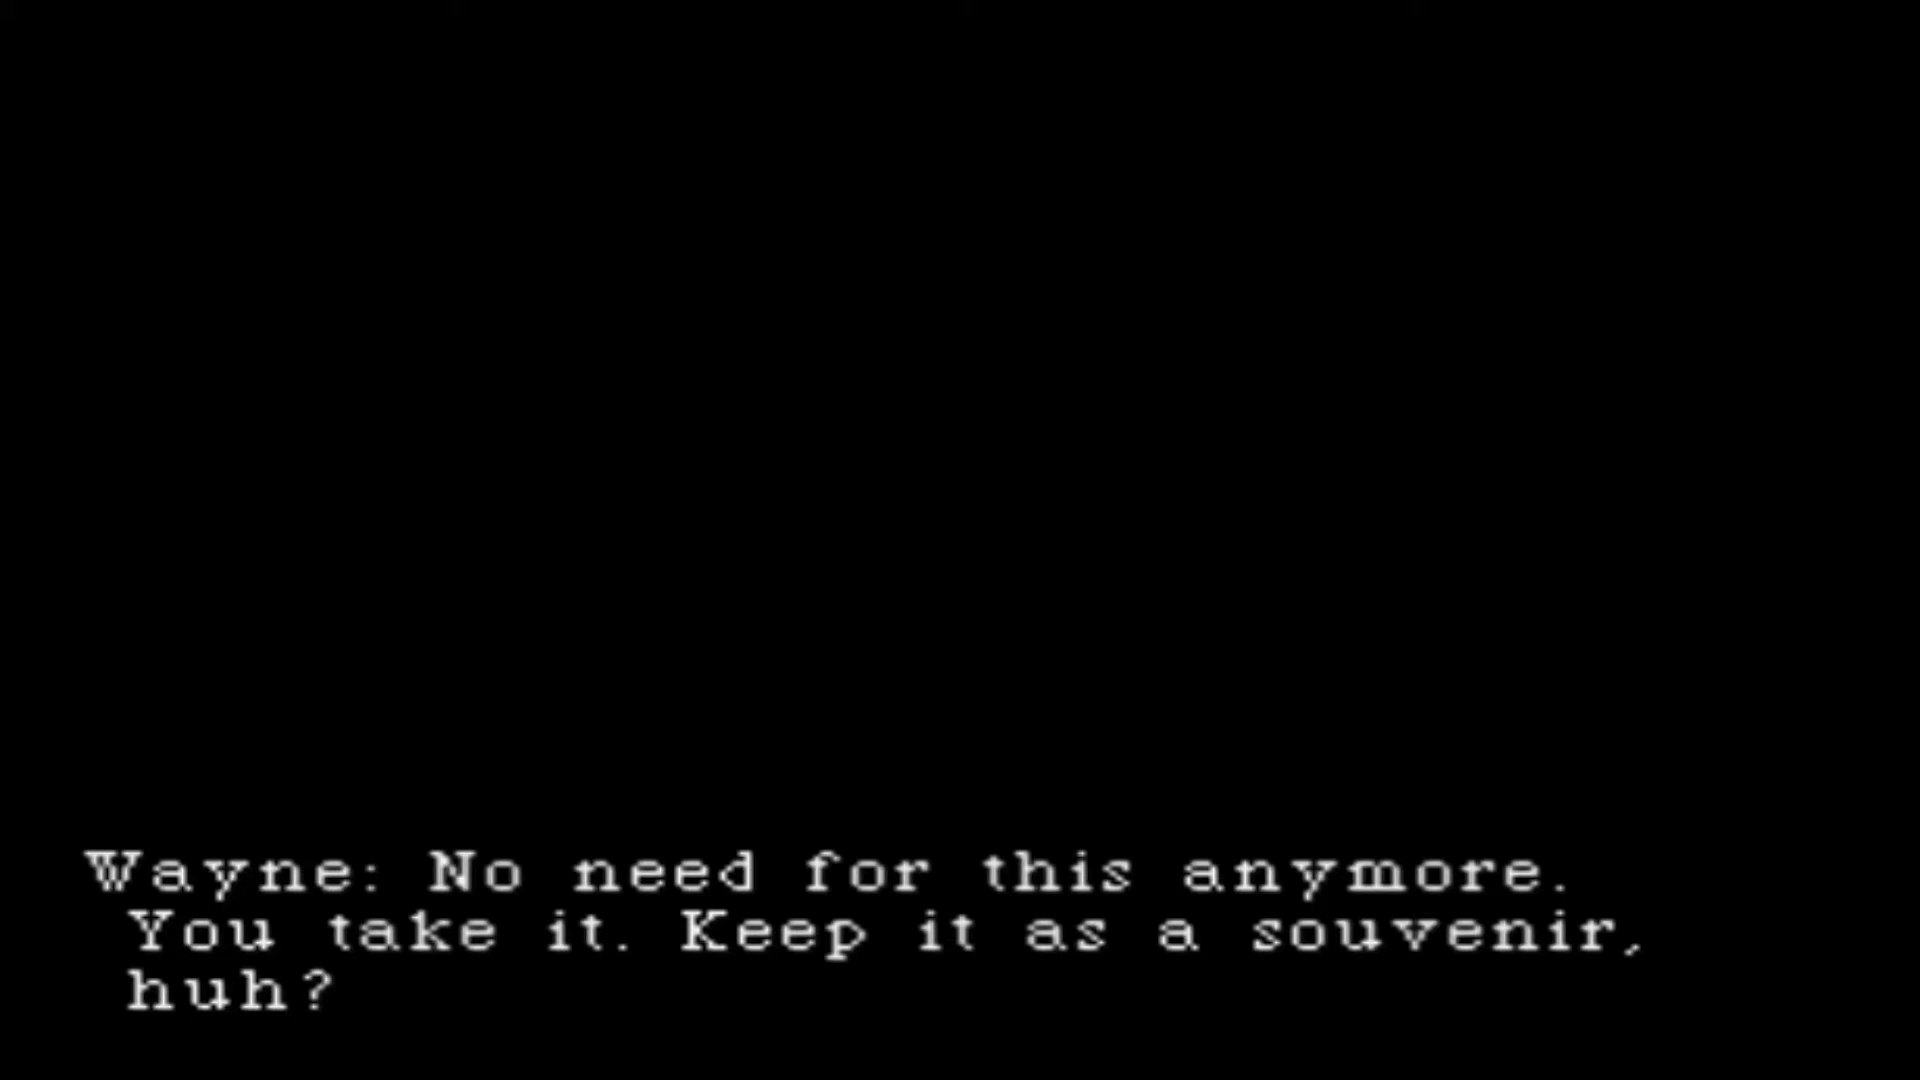 Wayne: No need for this anymore.
You take it. Keep it as a souvenir,
huh?